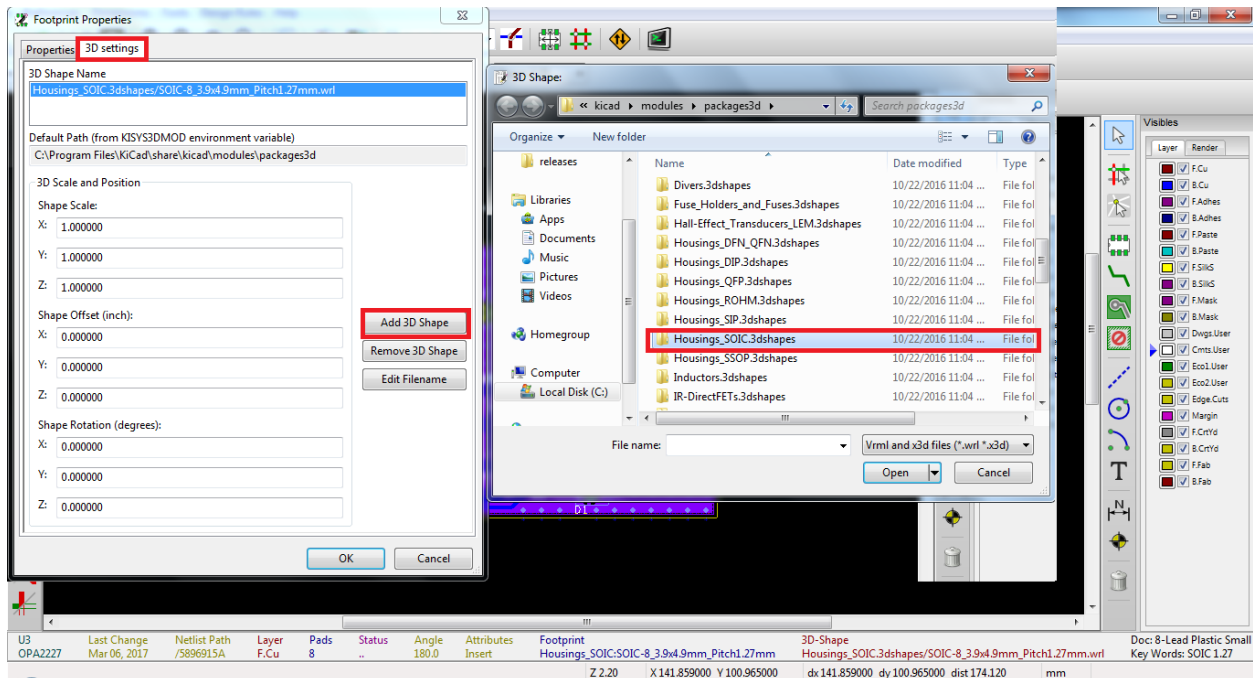 Footprint Properties
Properties
3D settings
3D Shape Name
Housings_SOIC.3dshapes/SOIC-8_3.9x4.9mm_Pitch1.27mm.wrl
Default Path (from KISYS3DMOD environment variable)
C:\Program Files\KiCad\share\kicad\modules\packages3d
3D Scale and Position
Shape Scale:
X: 1.000000
Y: 1.000000
Z: 1.000000
Shape Offset (inch):
X: 0.000000
Y: 0.000000
Z: 0.000000
Shape Rotation (degrees):
X: 0.000000
Y: 0.000000
Z: 0.000000
Add 3D Shape
Remove 3D Shape
Edit Filename
OK
Cancel
3D Shape:
« kicad modules packages3d
Search packages3d
Organize
New folder
releases
Libraries
Apps
Documents
Music
Pictures
Videos
Homegroup
Computer
Local Disk (C:)
Name Date modified Type
Divers.3dshapes 10/22/2016 11:04 ... File fol
Fuse_Holders_and_Fuses.3dshapes 10/22/2016 11:04 ... File fol
Hall-Effect_Transducers_LEM.3dshapes 10/22/2016 11:04 ... File fol
Housings_DFN_QFN.3dshapes 10/22/2016 11:04 ... File fol
Housings_DIP.3dshapes 10/22/2016 11:04 ... File fol
Housings_QFP.3dshapes 10/22/2016 11:04 ... File fol
Housings_ROHM.3dshapes 10/22/2016 11:04 ... File fol
Housings_SIP.3dshapes 10/22/2016 11:04 ... File fol
Housings_SOIC.3dshapes 10/22/2016 11:04 ... File fol
Housings_SSOP.3dshapes 10/22/2016 11:04 ... File fol
Inductors.3dshapes 10/22/2016 11:04 ... File fol
IR-DirectFETs.3dshapes 10/22/2016 11:04 ... File fol
File name:
Vrml and x3d files (*.wrl *.x3d)
Open
Cancel
D1
T
N
Visibles
Layer Render
F.Cu
B.Cu
F.Adhes
B.Adhes
F.Paste
B.Paste
F.SilkS
B.SilkS
F.Mask
B.Mask
Dwgs.User
Cmts.User
Eco1.User
Eco2.User
Edge.Cuts
Margin
F.CrtYd
B.CrtYd
F.Fab
B.Fab
U3 Last Change Netlist Path Layer Pads Status Angle Attributes Footprint 3D-Shape Doc: 8-Lead Plastic Small
OPA2227 Mar 06, 2017 /5896915A F.Cu 8 .. 180.0 Insert Housings_SOIC:SOIC-8_3.9x4.9mm_Pitch1.27mm Housings_SOIC.3dshapes/SOIC-8_3.9x4.9mm_Pitch1.27mm.wrl Key Words: SOIC 1.27
Z 2.20 X 141.859000 Y 100.965000 dx 141.859000 dy 100.965000 dist 174.120 mm